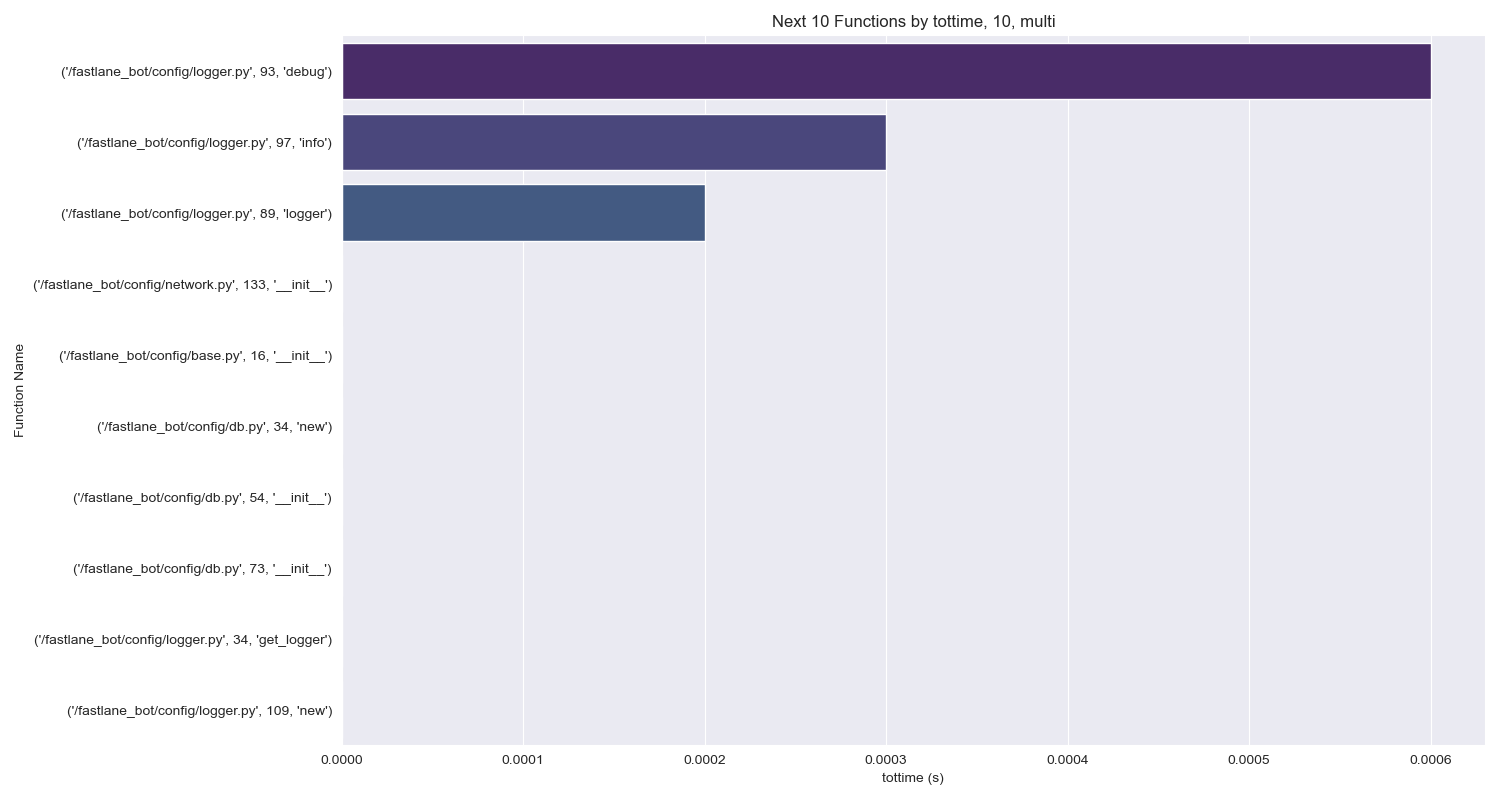 Next 10 Functions by tottime, 10, multi
('/fastlane_bot/config/logger.py', 93, 'debug')
('/fastlane_bot/config/logger.py', 97, 'info')
('/fastlane_bot/config/logger.py', 89, 'logger')
('/fastlane_bot/config/network.py', 133, '__init__')
('/fastlane_bot/config/base.py', 16, '__init__')
('/fastlane_bot/config/db.py', 34, 'new')
('/fastlane_bot/config/db.py', 54, '__init__')
('/fastlane_bot/config/db.py', 73, '__init__')
('/fastlane_bot/config/logger.py', 34, 'get_logger')
('/fastlane_bot/config/logger.py', 109, 'new')
Function Name
0.0000 0.0001 0.0002 0.0003 0.0004 0.0005 0.0006
tottime (s)